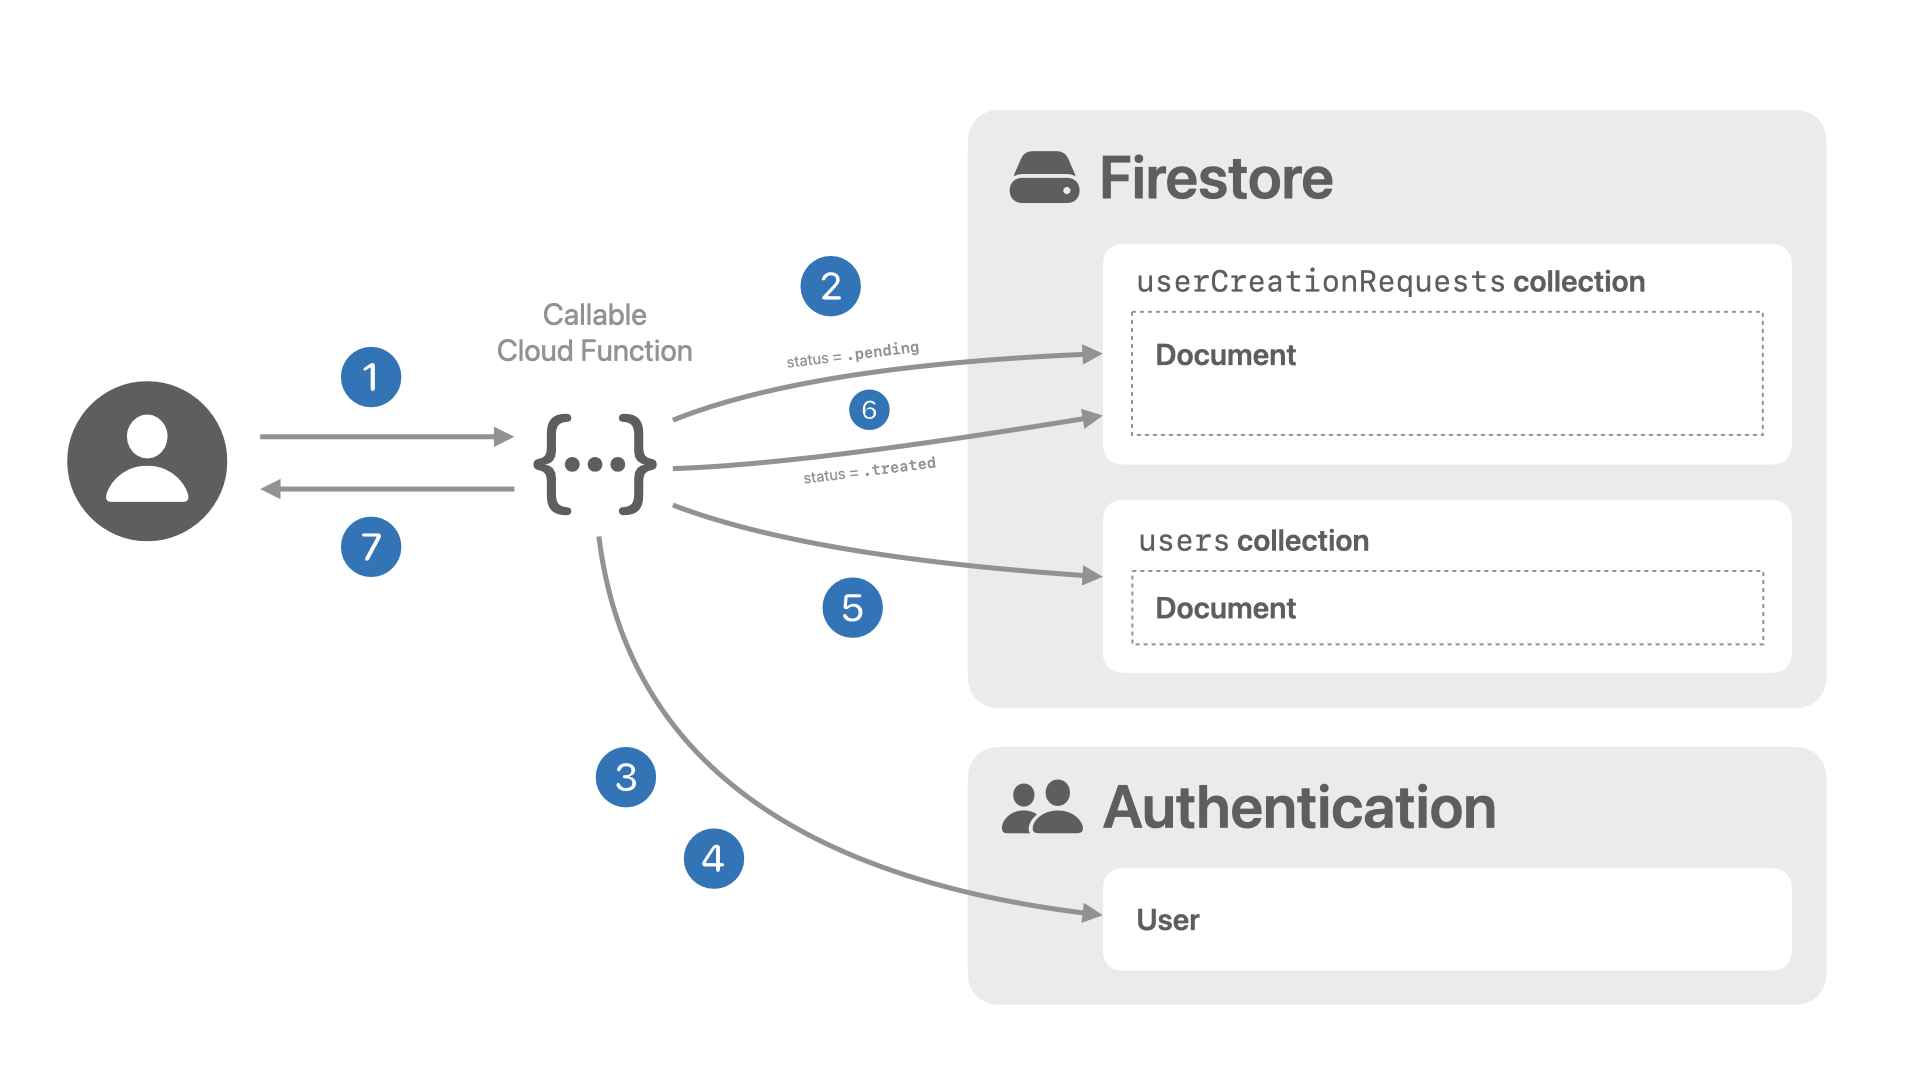 Firestore
userCreationRequests collection
Document
2
Callable
Cloud Function
status = .pending
1
6
status = .treated
7
5
users collection
Document
3
4
Authentication
User